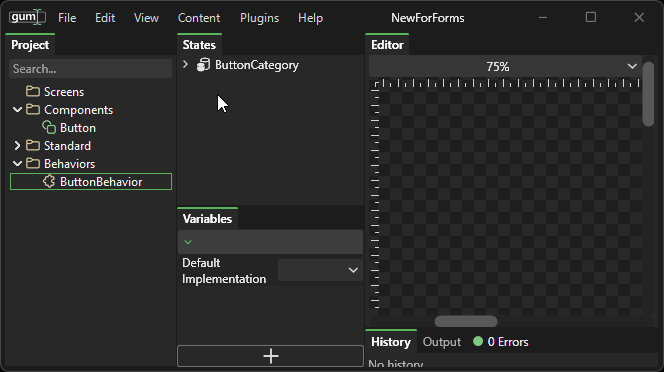 gum File Edit View Content Plugins Help NewForForms
Project
Search...
Screens
Components
Button
Standard
Behaviors
ButtonBehavior
States
ButtonCategory
Variables
Default
Implementation
Editor
75%
History Output 0 Errors
No history